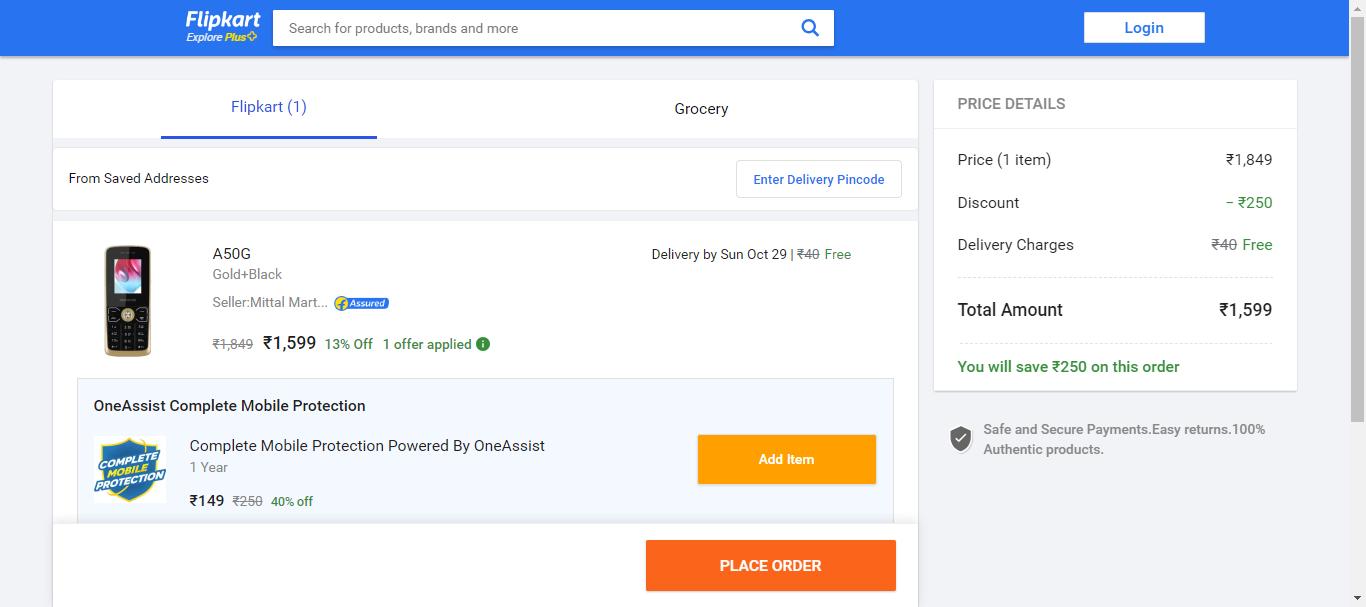 Flipkart
Explore Plus
Search for products, brands and more
Login
Flipkart (1)
Grocery
From Saved Addresses
Enter Delivery Pincode
A50G
Gold+Black
Seller:Mittal Mart...
Assured
₹1,849 ₹1,599 13% Off 1 offer applied
Delivery by Sun Oct 29 | ₹40 Free
OneAssist Complete Mobile Protection
COMPLETE
MOBILE
PROTECTION
Complete Mobile Protection Powered By OneAssist
1 Year
₹149 ₹250 40% off
Add Item
PLACE ORDER
PRICE DETAILS
Price (1 item) ₹1,849
Discount − ₹250
Delivery Charges ₹40 Free
Total Amount ₹1,599
You will save ₹250 on this order
Safe and Secure Payments.Easy returns.100%
Authentic products.